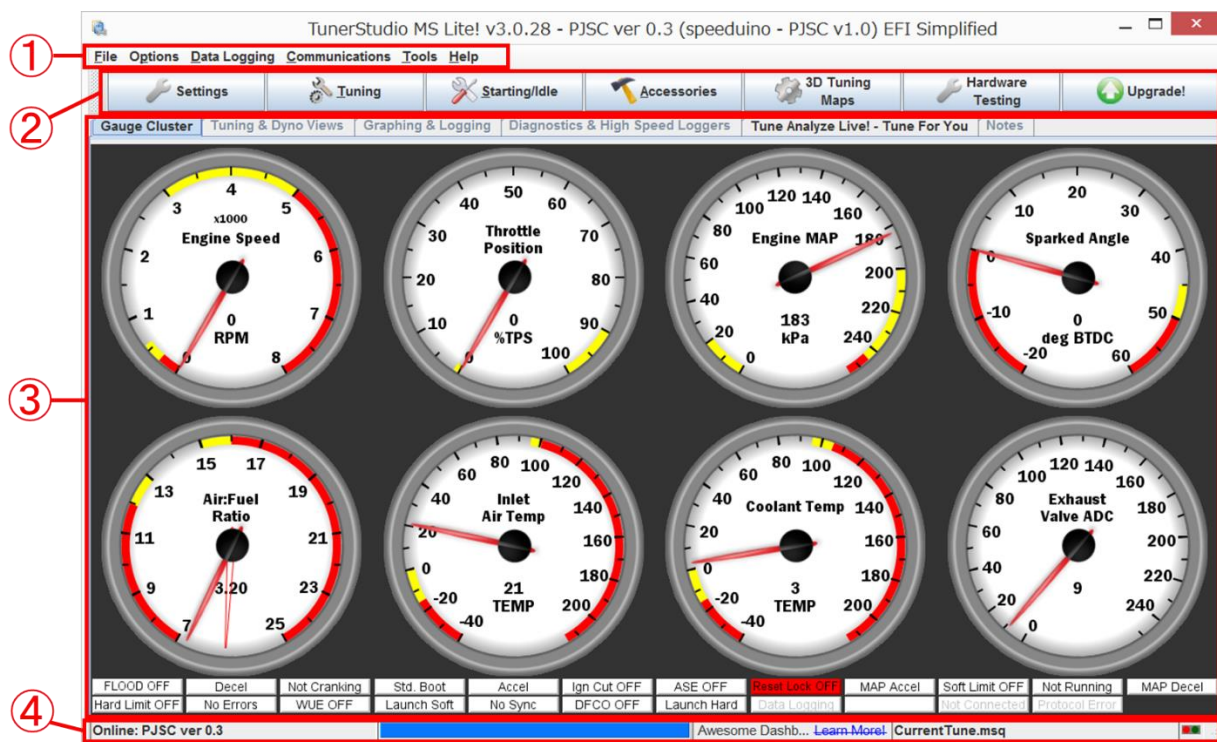 TunerStudio MS Lite! v3.0.28 - PJSC ver 0.3 (speeduino - PJSC v1.0) EFI Simplified
①
File Options Data Logging Communications Tools Help
②
Settings Tuning Starting/Idle Accessories 3D Tuning Maps Hardware Testing Upgrade!
③
Gauge Cluster Tuning & Dyno Views Graphing & Logging Diagnostics & High Speed Loggers Tune Analyze Live! - Tune For You Notes
0 1 2 3 4 5 6 7 8
x1000
Engine Speed
0
RPM
0 10 20 30 40 50 60 70 80 90 100
Throttle
Position
0
%TPS
0 20 40 60 80 100 120 140 160 180 200 220 240
Engine MAP
183
kPa
-20 -10 0 10 20 30 40 50 60
Sparked Angle
0
deg BTDC
7 9 11 13 15 17 19 21 23 25
Air:Fuel
Ratio
3.20
-40 -20 0 20 40 60 80 100 120 140 160 180 200
Inlet
Air Temp
21
TEMP
-40 -20 0 20 40 60 80 100 120 140 160 180 200
Coolant Temp
3
TEMP
0 20 40 60 80 100 120 140 160 180 200 220 240
Exhaust
Valve ADC
9
FLOOD OFF Decel Not Cranking Std. Boot Accel Ign Cut OFF ASE OFF Reset Lock OFF MAP Accel Soft Limit OFF Not Running MAP Decel
Hard Limit OFF No Errors WUE OFF Launch Soft No Sync DFCO OFF Launch Hard Data Logging Not Connected Protocol Error
④
Online: PJSC ver 0.3 Awesome Dashb... Learn More! CurrentTune.msq